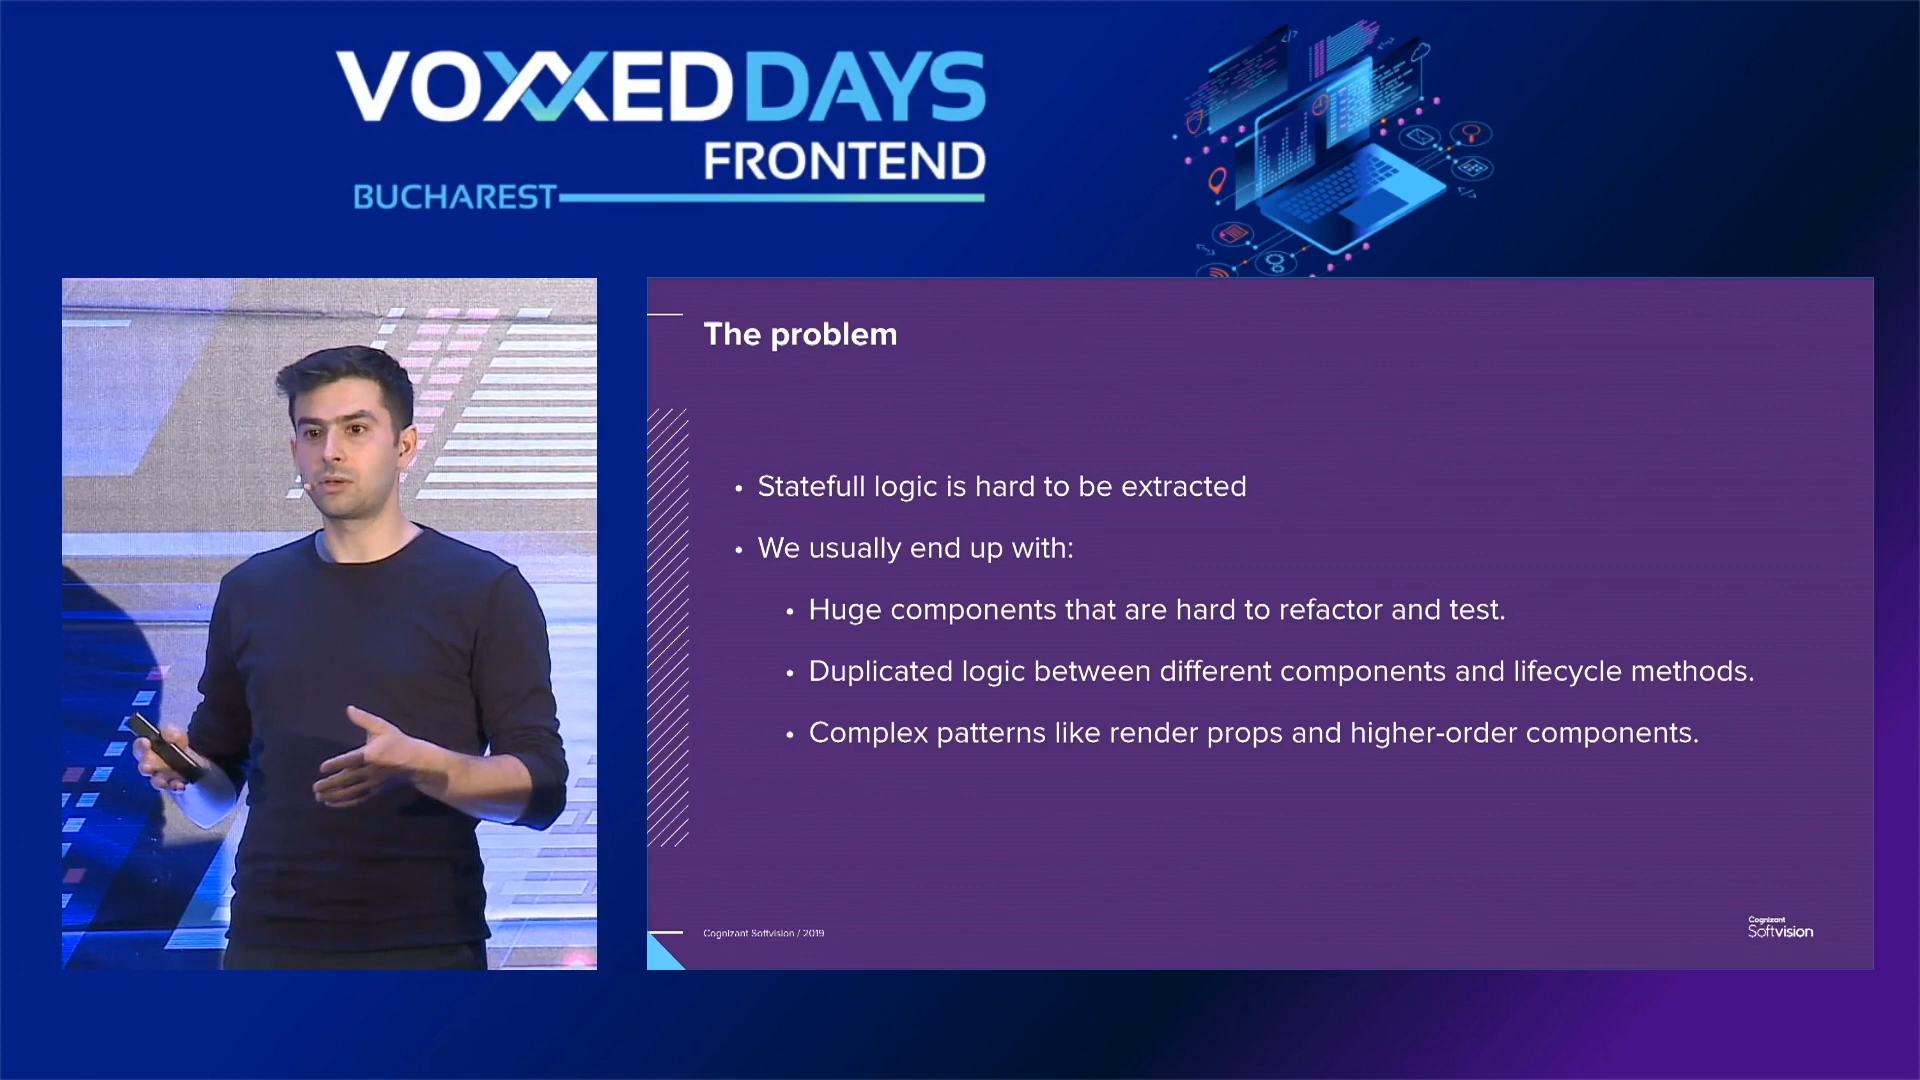 VOXXED DAYS
FRONTEND
BUCHAREST
The problem
• Statefull logic is hard to be extracted
• We usually end up with:
• Huge components that are hard to refactor and test.
• Duplicated logic between different components and lifecycle methods.
• Complex patterns like render props and higher-order components.
Cognizant Softvision / 2019
Cognizant
Softvision